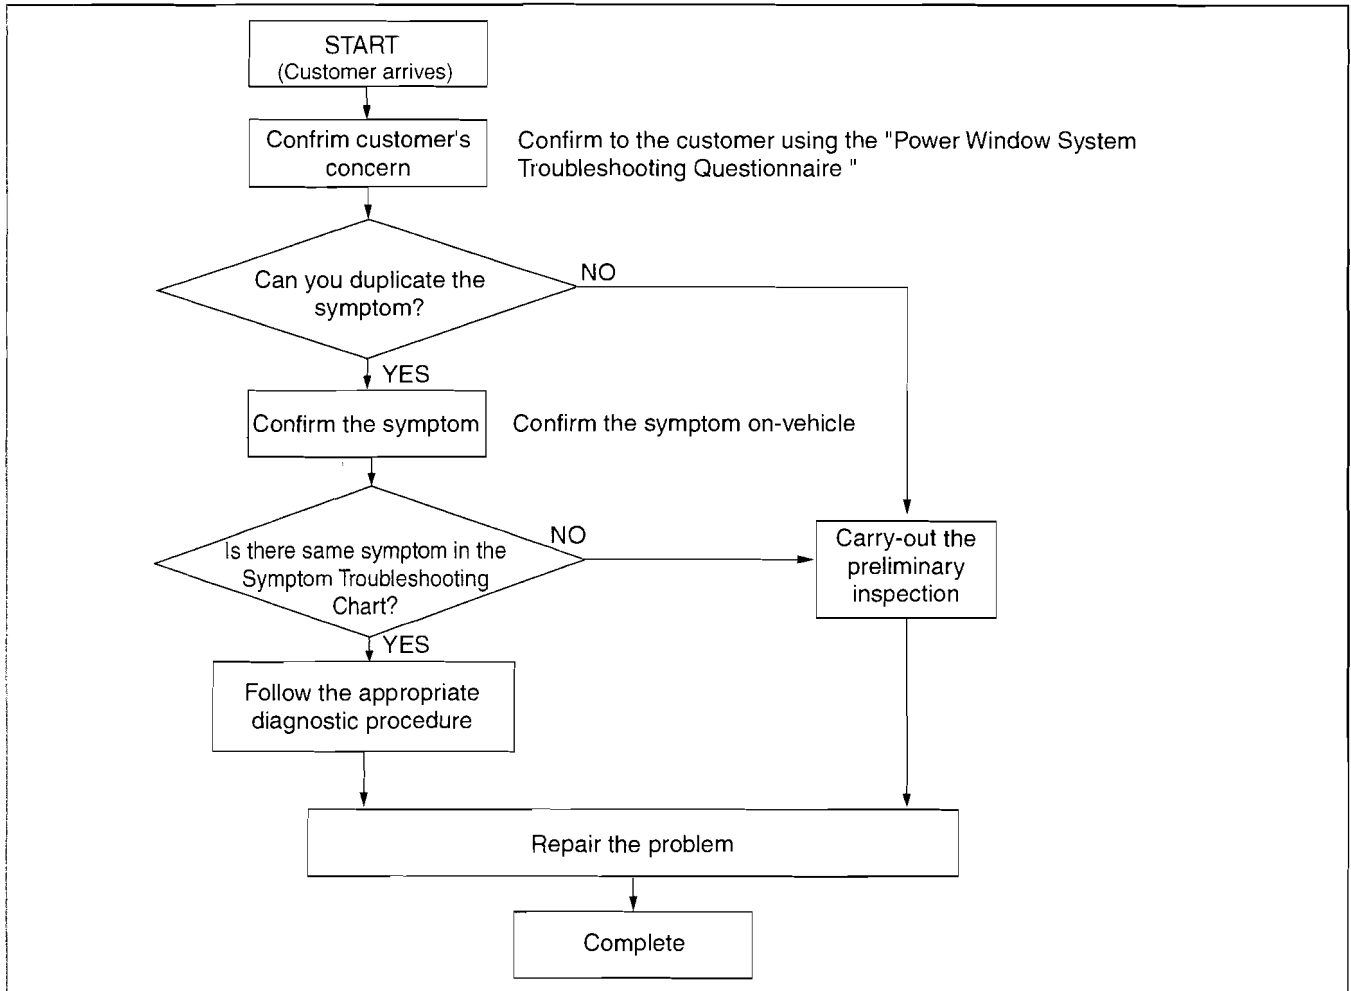 START
(Customer arrives)
Confrim customer's
concern
Confirm to the customer using the "Power Window System
Troubleshooting Questionnaire "
Can you duplicate the
symptom?
NO
YES
Confirm the symptom
Confirm the symptom on-vehicle
Is there same symptom in the
Symptom Troubleshooting
Chart?
NO
Carry-out the
preliminary
inspection
YES
Follow the appropriate
diagnostic procedure
Repair the problem
Complete